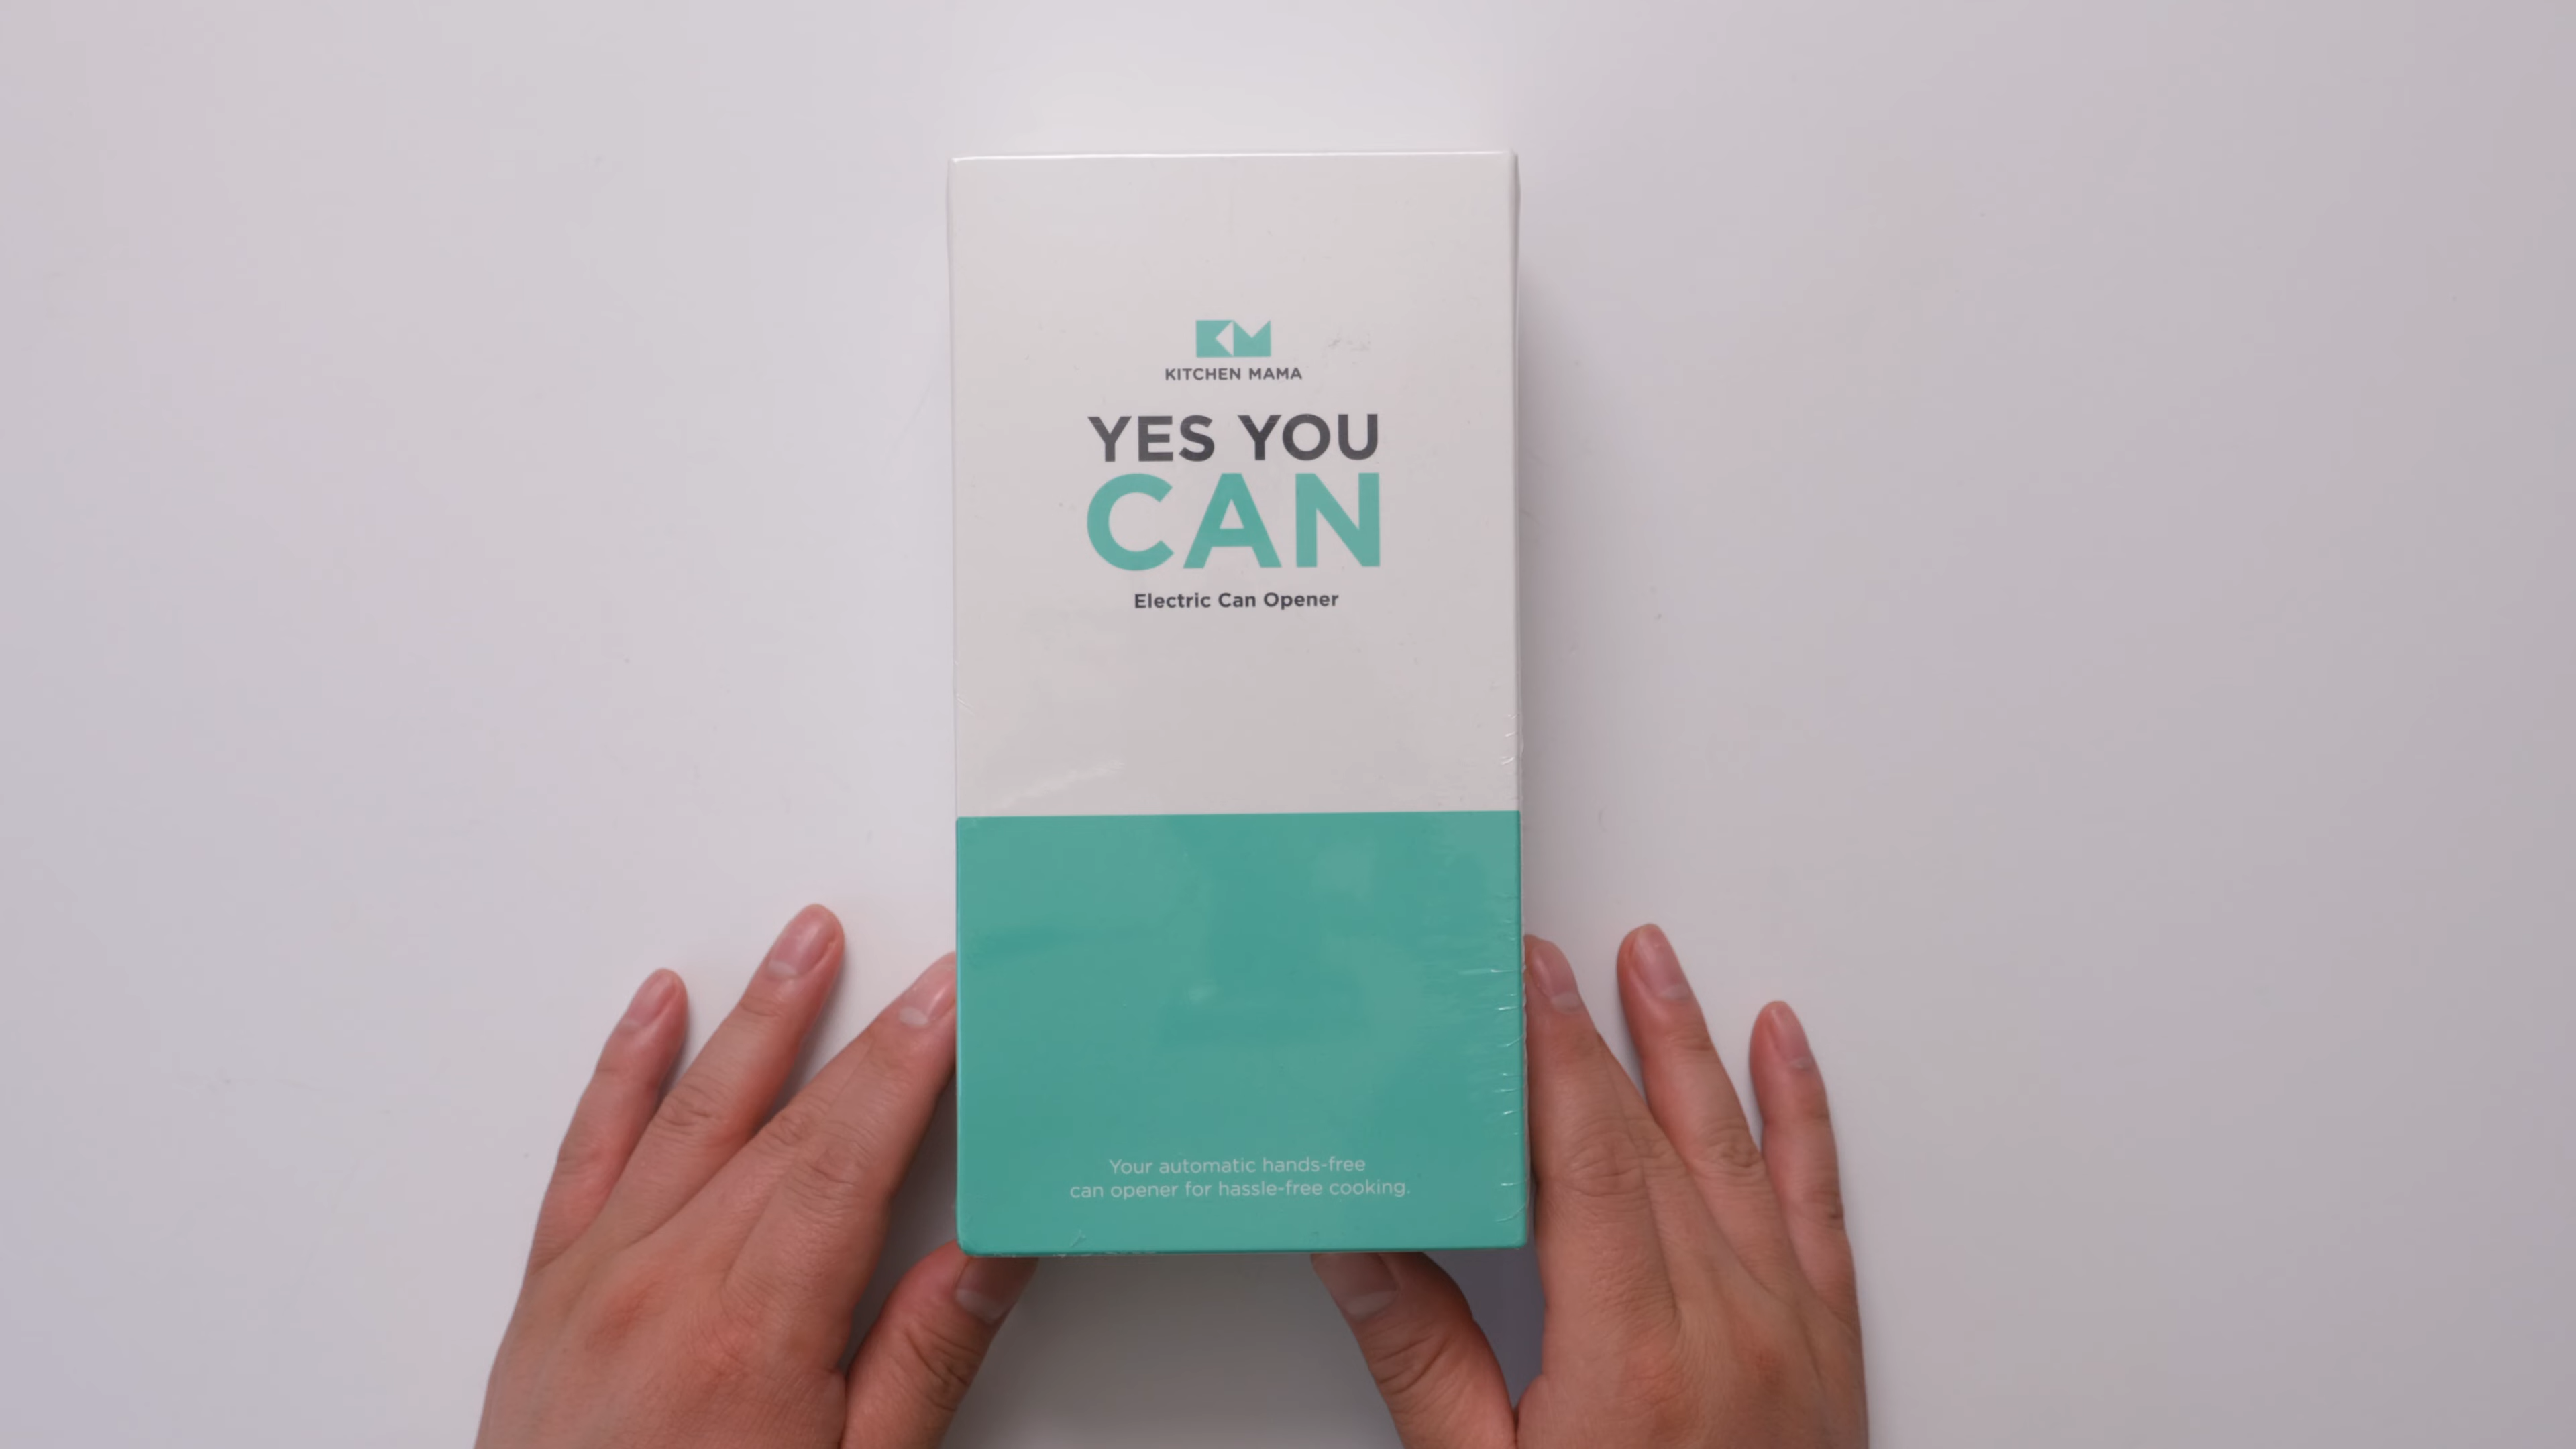 KM
KITCHEN MAMA
YES YOU
CAN
Electric Can Opener
Your automatic hands-free
can opener for hassle-free cooking.